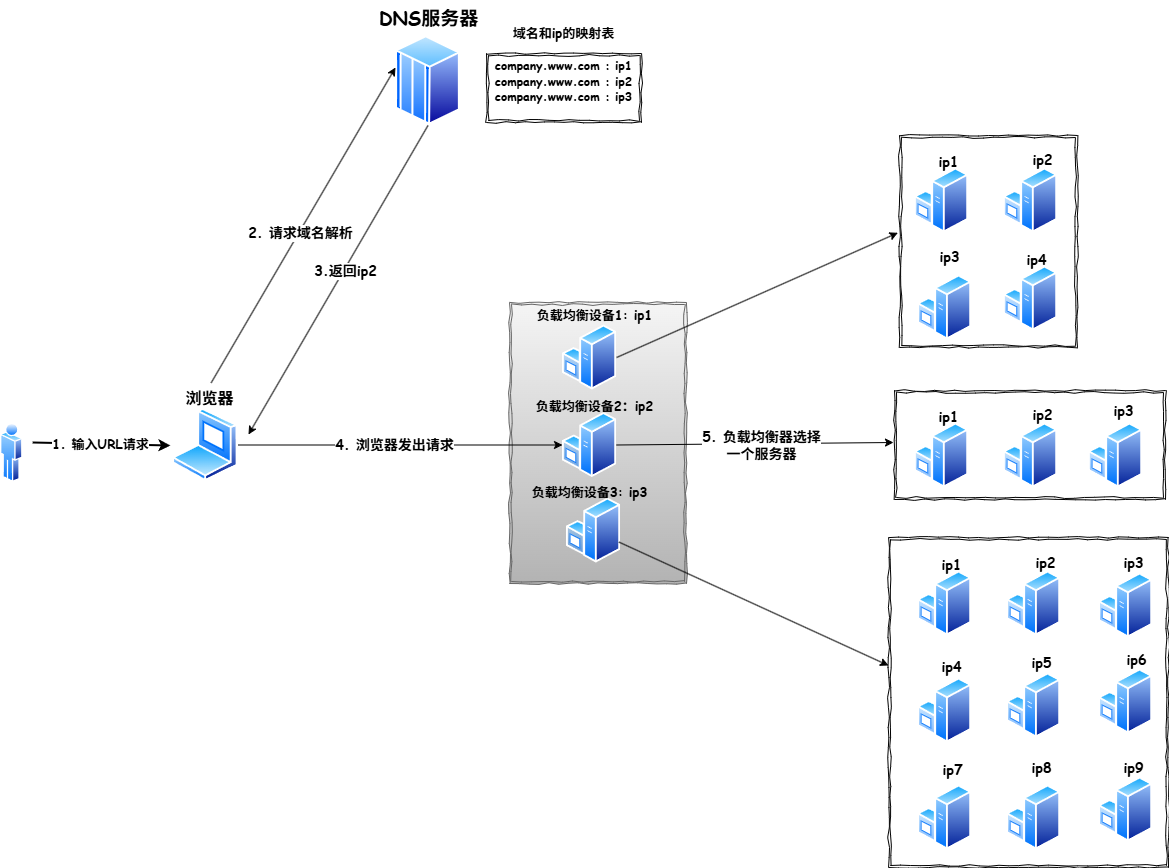 DNS服务器
域名和ip的映射表
company.www.com : ip1
company.www.com : ip2
company.www.com : ip3
2. 请求域名解析
3.返回ip2
浏览器
1. 输入URL请求
4. 浏览器发出请求
负载均衡设备1: ip1
负载均衡设备2: ip2
负载均衡设备3: ip3
5. 负载均衡器选择
一个服务器
ip1
ip2
ip3
ip4
ip1
ip2
ip3
ip1
ip2
ip3
ip4
ip5
ip6
ip7
ip8
ip9